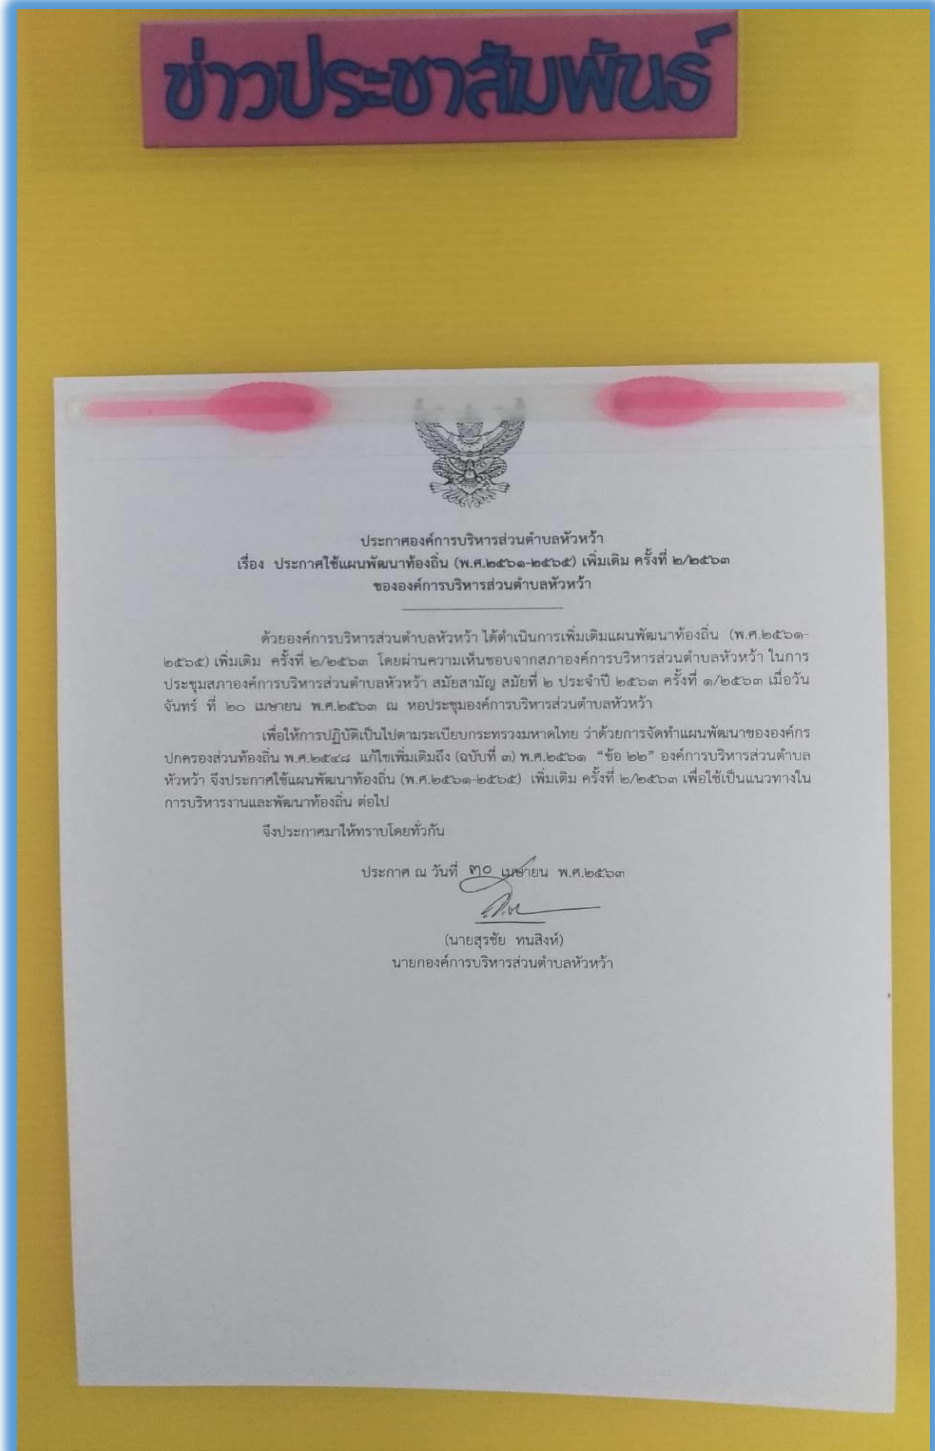 ข่าวประชาสัมพันธ์
ประกาศองค์การบริหารส่วนตำบลหัวหว้า
เรื่อง ประกาศใช้แผนพัฒนาท้องถิ่น (พ.ศ.๒๕๖๑-๒๕๖๕) เพิ่มเติม ครั้งที่ ๒/๒๕๖๓
ขององค์การบริหารส่วนตำบลหัวหว้า
ด้วยองค์การบริหารส่วนตำบลหัวหว้า ได้ดำเนินการเพิ่มเติมแผนพัฒนาท้องถิ่น (พ.ศ.๒๕๖๑-
๒๕๖๕) เพิ่มเติม ครั้งที่ ๒/๒๕๖๓ โดยผ่านความเห็นชอบจากสภาองค์การบริหารส่วนตำบลหัวหว้า ในการ
ประชุมสภาองค์การบริหารส่วนตำบลหัวหว้า สมัยสามัญ สมัยที่ ๒ ประจำปี ๒๕๖๓ ครั้งที่ ๑/๒๕๖๓ เมื่อวัน
จันทร์ ที่ ๒๐ เมษายน พ.ศ.๒๕๖๓ ณ หอประชุมองค์การบริหารส่วนตำบลหัวหว้า
เพื่อให้การปฏิบัติเป็นไปตามระเบียบกระทรวงมหาดไทย ว่าด้วยการจัดทำแผนพัฒนาขององค์กร
ปกครองส่วนท้องถิ่น พ.ศ.๒๕๔๘ แก้ไขเพิ่มเติมถึง (ฉบับที่ ๓) พ.ศ.๒๕๖๑ “ข้อ ๒๒” องค์การบริหารส่วนตำบล
หัวหว้า จึงประกาศใช้แผนพัฒนาท้องถิ่น (พ.ศ.๒๕๖๑-๒๕๖๕) เพิ่มเติม ครั้งที่ ๒/๒๕๖๓ เพื่อใช้เป็นแนวทางใน
การบริหารงานและพัฒนาท้องถิ่น ต่อไป
จึงประกาศมาให้ทราบโดยทั่วกัน
ประกาศ ณ วันที่ ๓๐ เมษายน พ.ศ.๒๕๖๓
(นายสุรชัย ทนสิงห์)
นายกองค์การบริหารส่วนตำบลหัวหว้า